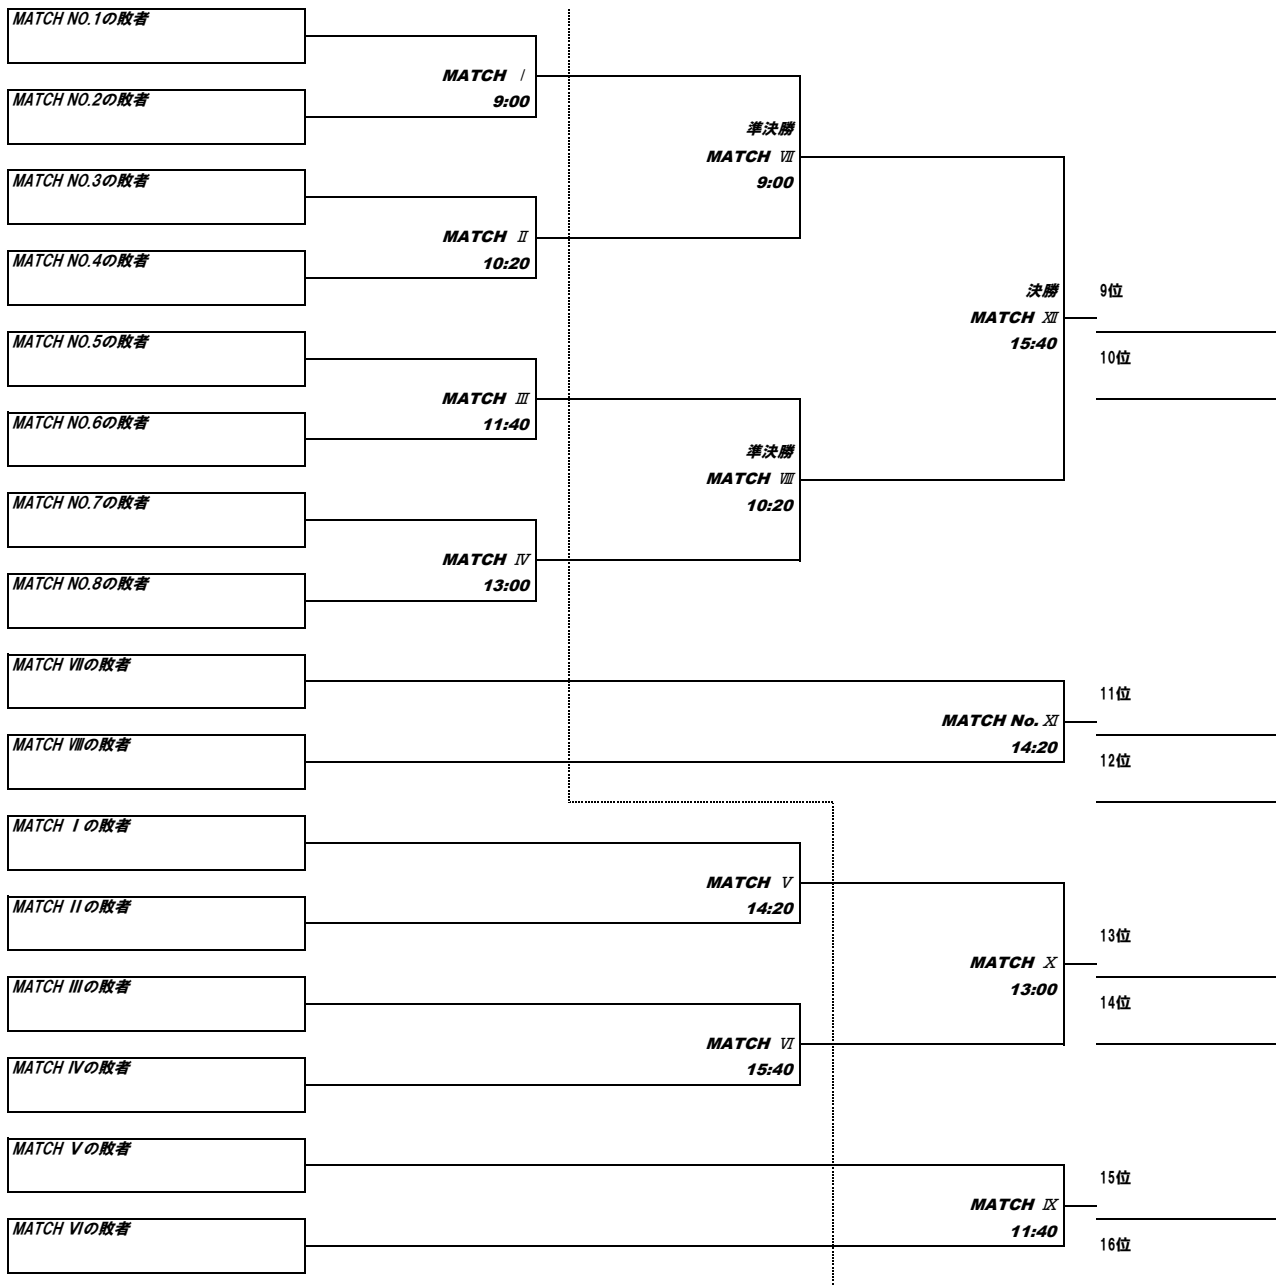 MATCH NO.1の敗者
MATCH Ⅰ
9:00
MATCH NO.2の敗者
準決勝
MATCH Ⅶ
9:00
MATCH NO.3の敗者
MATCH Ⅱ
10:20
MATCH NO.4の敗者
決勝
MATCH Ⅻ
15:40
9位
10位
MATCH NO.5の敗者
MATCH Ⅲ
11:40
MATCH NO.6の敗者
準決勝
MATCH Ⅷ
10:20
MATCH NO.7の敗者
MATCH Ⅳ
13:00
MATCH NO.8の敗者
MATCH Ⅶの敗者
MATCH No. Ⅺ
14:20
11位
MATCH Ⅷの敗者
12位
MATCH Ⅰの敗者
MATCH Ⅴ
14:20
MATCH Ⅱの敗者
MATCH Ⅹ
13:00
13位
14位
MATCH Ⅲの敗者
MATCH Ⅵ
15:40
MATCH Ⅳの敗者
MATCH Ⅴの敗者
MATCH Ⅸ
11:40
15位
MATCH Ⅵの敗者
16位